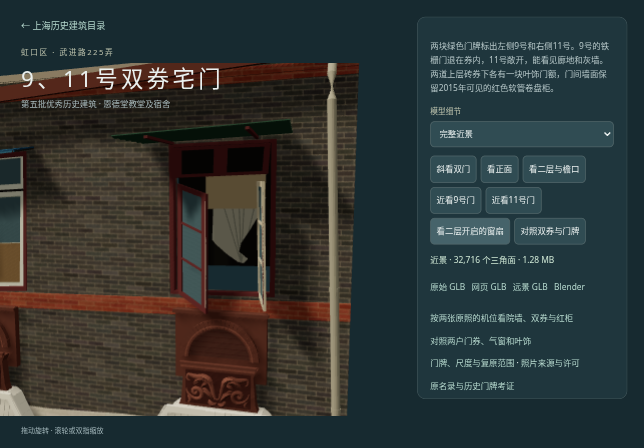 ← 上海历史建筑目录
虹口区 · 武进路225弄
9、11号双券宅门
第五批优秀历史建筑 · 恩德堂教堂及宿舍
拖动旋转 · 滚轮或双指缩放
两块绿色门牌标出左侧9号和右侧11号。9号的铁
栅门退在券内，11号敞开，能看见廊地和灰墙。
两道上层砖券下各有一块叶饰门额，门间墙面保
留2015年可见的红色软管卷盘柜。
模型细节
完整近景
斜看双门
看正面
看二层与檐口
近看9号门
近看11号门
看二层开启的窗扇
对照双券与门牌
近景 · 32,716 个三角面 · 1.28 MB
原始 GLB 网页 GLB 远景 GLB Blender
按两张原照的机位看院墙、双券与红柜
对照两户门券、气窗和叶饰
门牌、尺度与复原范围 · 照片来源与许可
原名录与历史门牌考证